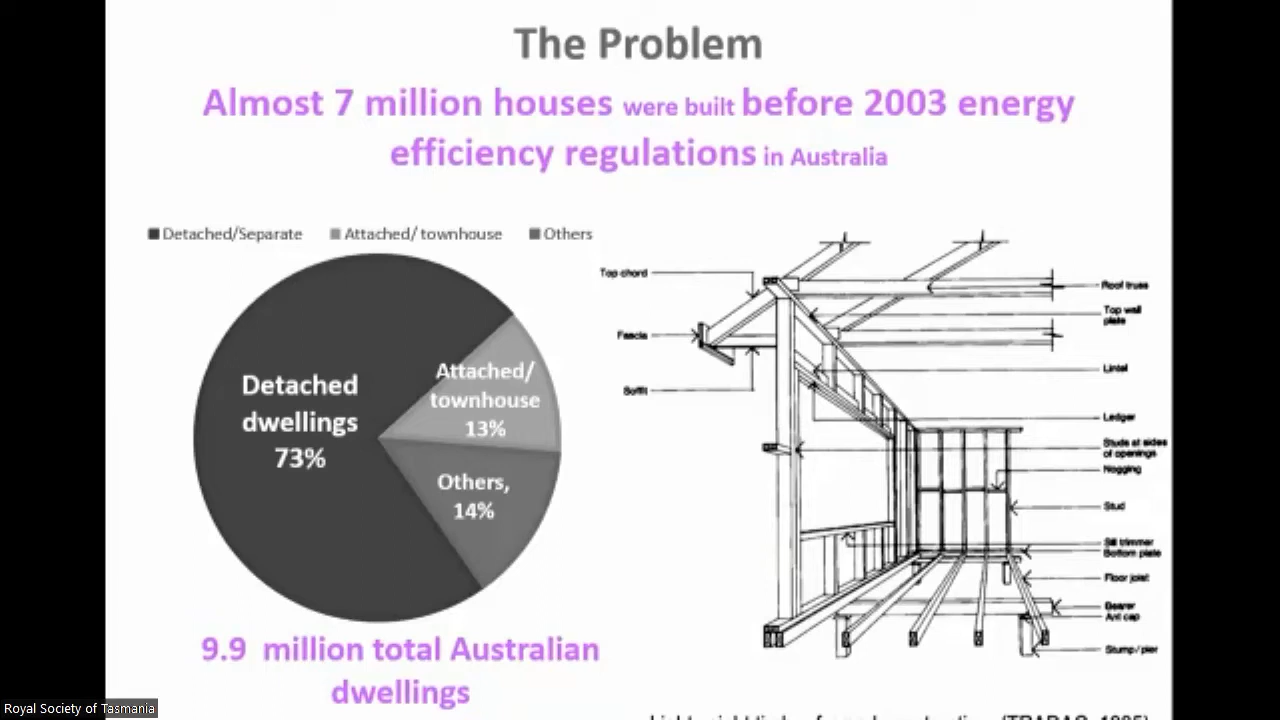 The Problem
Almost 7 million houses were built before 2003 energy
efficiency regulations in Australia
Detached/Separate
Attached/ townhouse
Others
Detached
dwellings
73%
Attached/
townhouse
13%
Others,
14%
9.9 million total Australian
dwellings
Top chord
Fascia
Soffit
Roof truss
Top wall
plate
Lintel
Ledger
Studs at sides
of openings
Nogging
Stud
Sill trimmer
Bottom plate
Floor joist
Bearer
Ant cap
Stump/pier
Royal Society of Tasmania